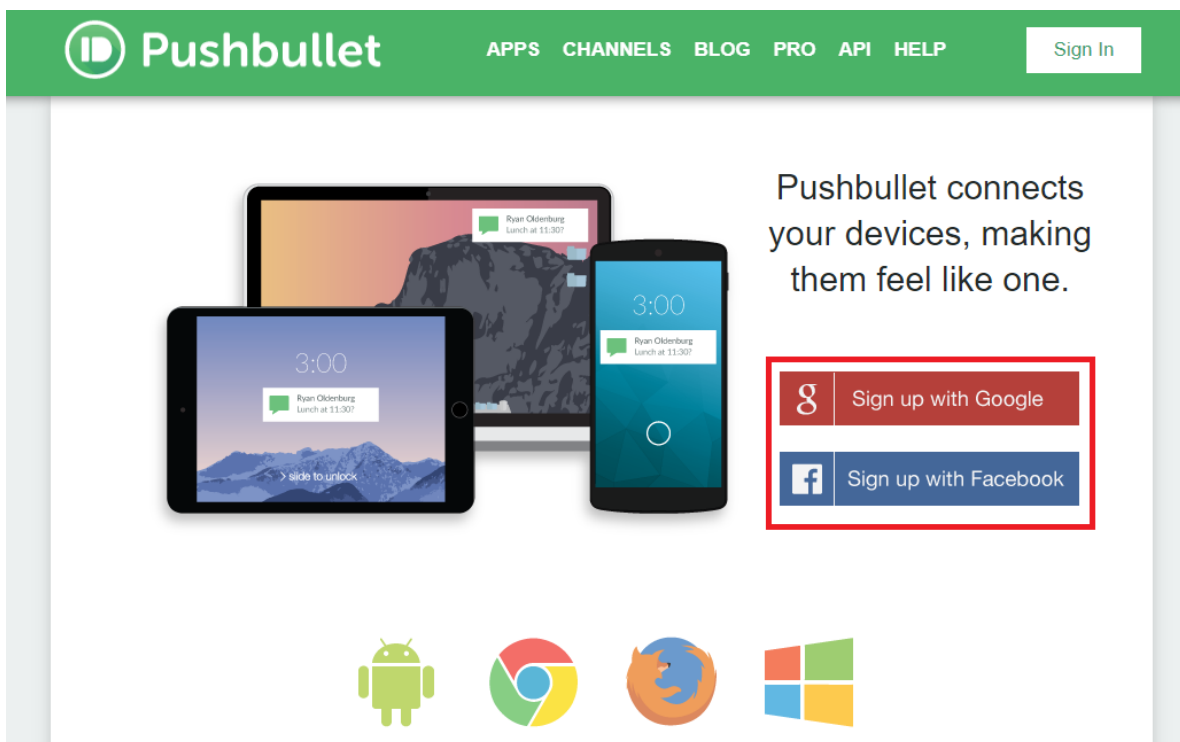 Pushbullet
APPS CHANNELS BLOG PRO API HELP
Sign In
Pushbullet connects
your devices, making
them feel like one.
Ryan Oldenburg
Lunch at 11:30?
3:00
Ryan Oldenburg
Lunch at 11:30?
3:00
Ryan Oldenburg
Lunch at 11:30?
> slide to unlock
g Sign up with Google
f Sign up with Facebook